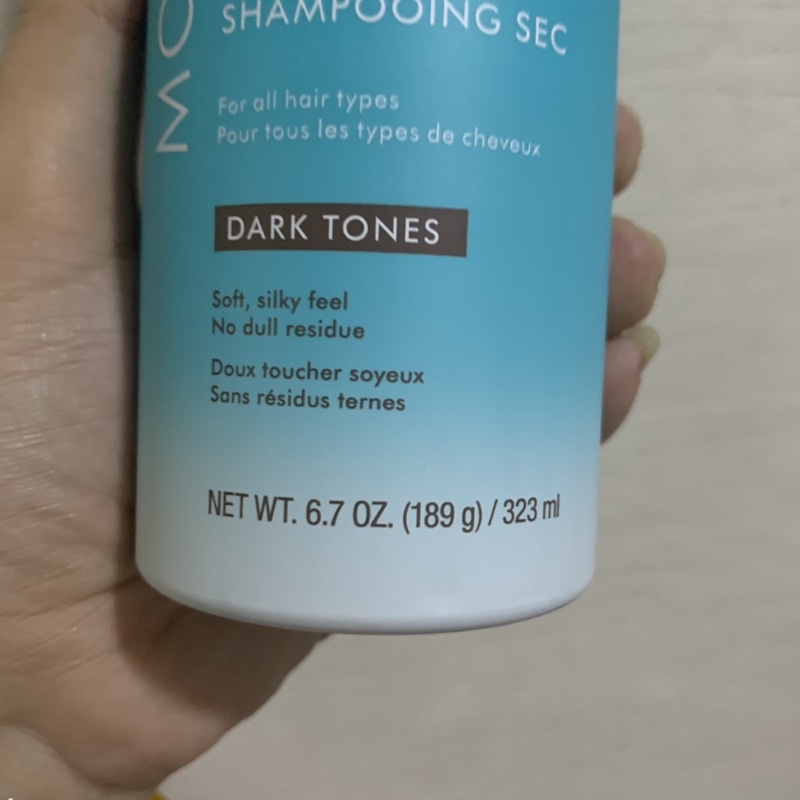 SHAMPOOING SEC
For all hair types
Pour tous les types de cheveux
DARK TONES
Soft, silky feel
No dull residue
Doux toucher soyeux
Sans résidus ternes
NET WT. 6.7 OZ. (189 g) / 323 ml